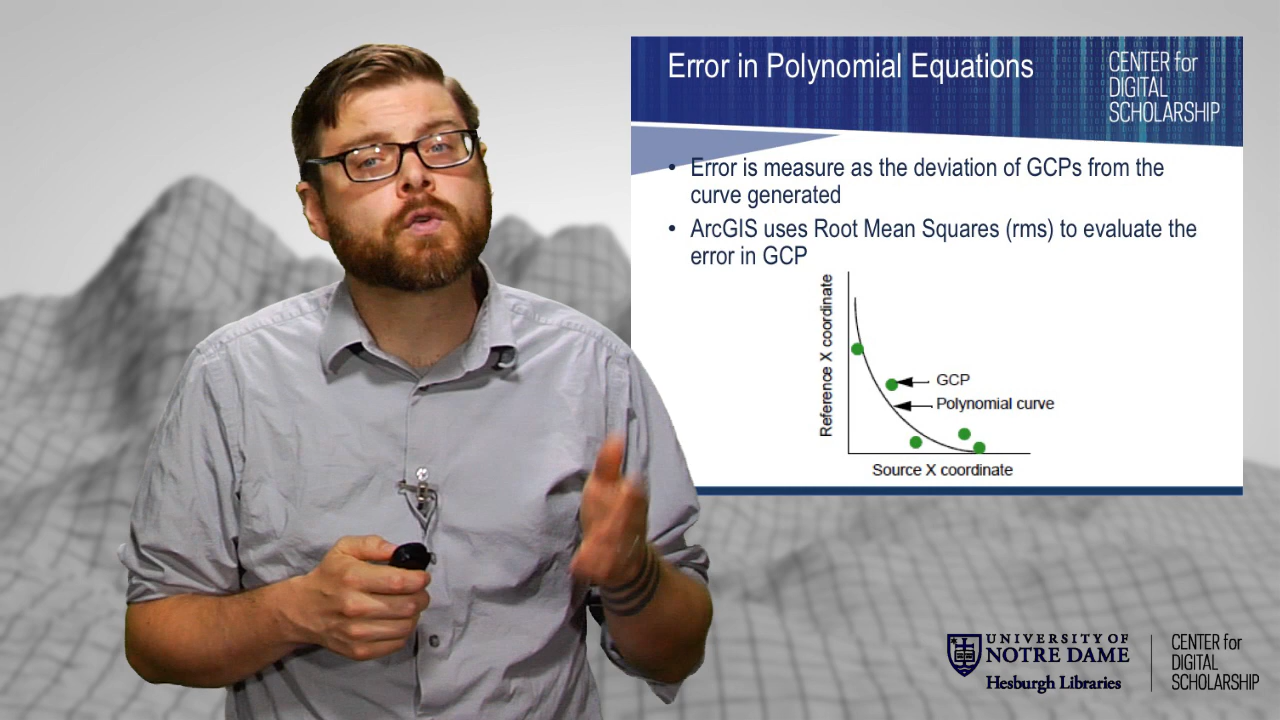 Error in Polynomial Equations
CENTER for
DIGITAL
SCHOLARSHIP
• Error is measure as the deviation of GCPs from the
curve generated
• ArcGIS uses Root Mean Squares (rms) to evaluate the
error in GCP
Reference X coordinate
GCP
Polynomial curve
Source X coordinate
UNIVERSITY OF
NOTRE DAME
Hesburgh Libraries
CENTER for
DIGITAL
SCHOLARSHIP